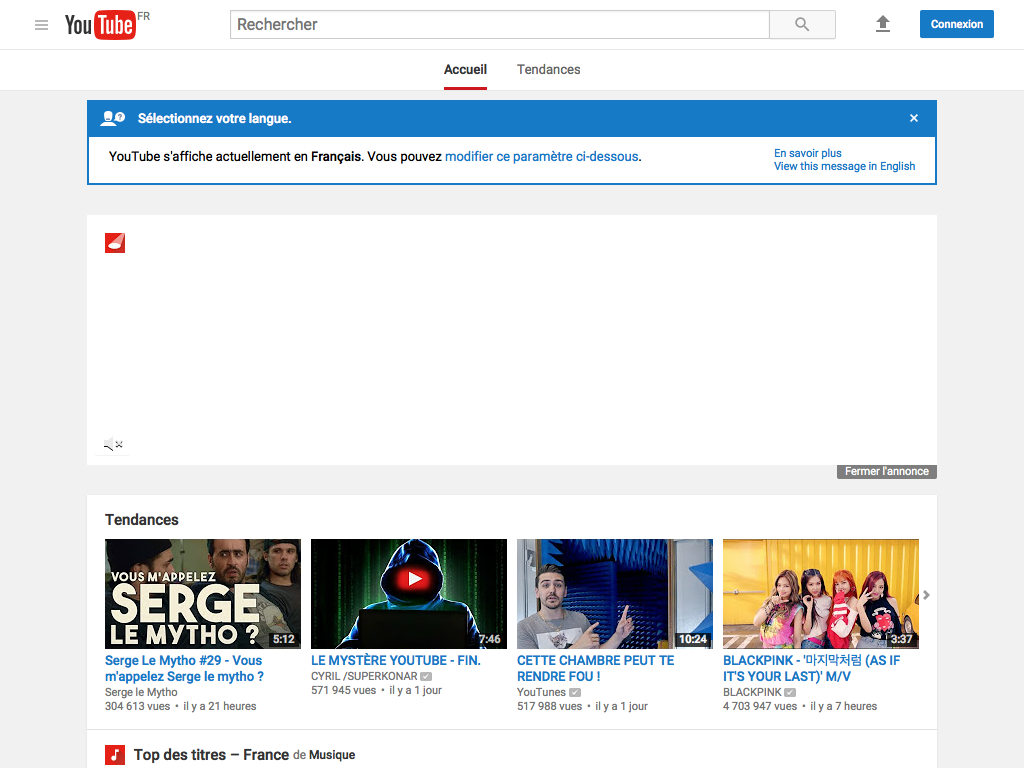 YouTube FR
Rechercher
Connexion
Accueil
Tendances
Sélectionnez votre langue.
×
YouTube s'affiche actuellement en Français. Vous pouvez modifier ce paramètre ci-dessous.
En savoir plus
View this message in English
Fermer l'annonce
Tendances
VOUS M'APPELEZ
SERGE
LE MYTHO ?
5:12
7:46
10:24
3:37
Serge Le Mytho #29 - Vous
m'appelez Serge le mytho ?
Serge le Mytho
304 613 vues • il y a 21 heures
LE MYSTÈRE YOUTUBE - FIN.
CYRIL /SUPERKONAR
571 945 vues • il y a 1 jour
CETTE CHAMBRE PEUT TE
RENDRE FOU !
YouTunes
517 988 vues • il y a 1 jour
BLACKPINK - '마지막처럼 (AS IF
IT'S YOUR LAST)' M/V
BLACKPINK
4 703 947 vues • il y a 7 heures
Top des titres – France de Musique